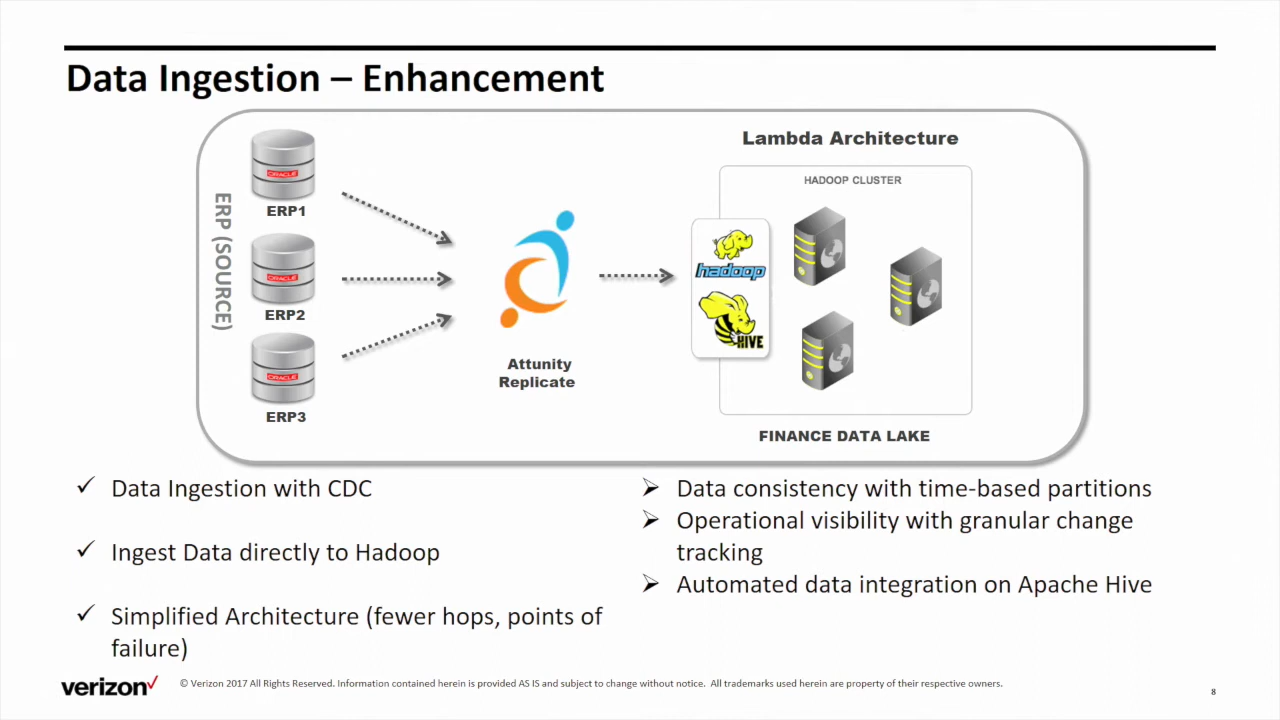 Data Ingestion – Enhancement
Lambda Architecture
HADOOP CLUSTER
ERP (SOURCE)
ORACLE
ERP1
ORACLE
ERP2
ORACLE
ERP3
Attunity
Replicate
hadoop
HIVE
FINANCE DATA LAKE
Data Ingestion with CDC
Ingest Data directly to Hadoop
Simplified Architecture (fewer hops, points of
failure)
Data consistency with time-based partitions
Operational visibility with granular change
tracking
Automated data integration on Apache Hive
verizon
© Verizon 2017 All Rights Reserved. Information contained herein is provided AS IS and subject to change without notice. All trademarks used herein are property of their respective owners.
8